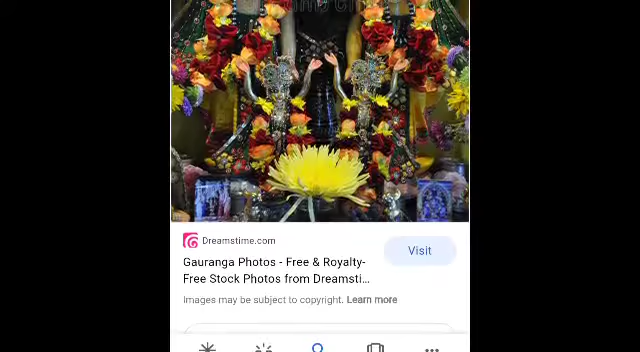 Dreamstime.com
Visit
Gauranga Photos - Free & Royalty-
Free Stock Photos from Dreamsti...
Images may be subject to copyright. Learn more